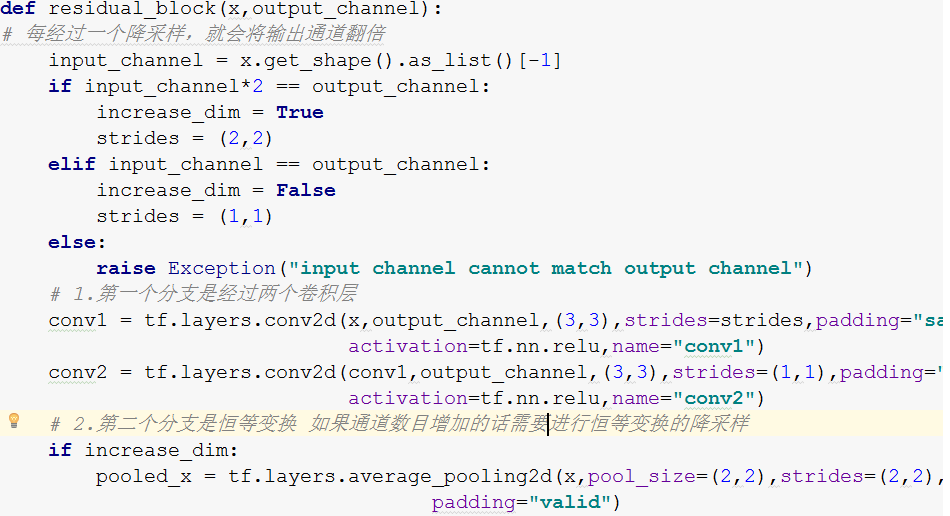 def residual_block(x,output_channel):
# 每经过一个降采样，就会将输出通道翻倍
input_channel = x.get_shape().as_list()[-1]
if input_channel*2 == output_channel:
increase_dim = True
strides = (2,2)
elif input_channel == output_channel:
increase_dim = False
strides = (1,1)
else:
raise Exception("input channel cannot match output channel")
# 1.第一个分支是经过两个卷积层
conv1 = tf.layers.conv2d(x,output_channel,(3,3),strides=strides,padding="sa
activation=tf.nn.relu,name="conv1")
conv2 = tf.layers.conv2d(conv1,output_channel,(3,3),strides=(1,1),padding="
activation=tf.nn.relu,name="conv2")
# 2.第二个分支是恒等变换 如果通道数目增加的话需要进行恒等变换的降采样
if increase_dim:
pooled_x = tf.layers.average_pooling2d(x,pool_size=(2,2),strides=(2,2),
padding="valid")